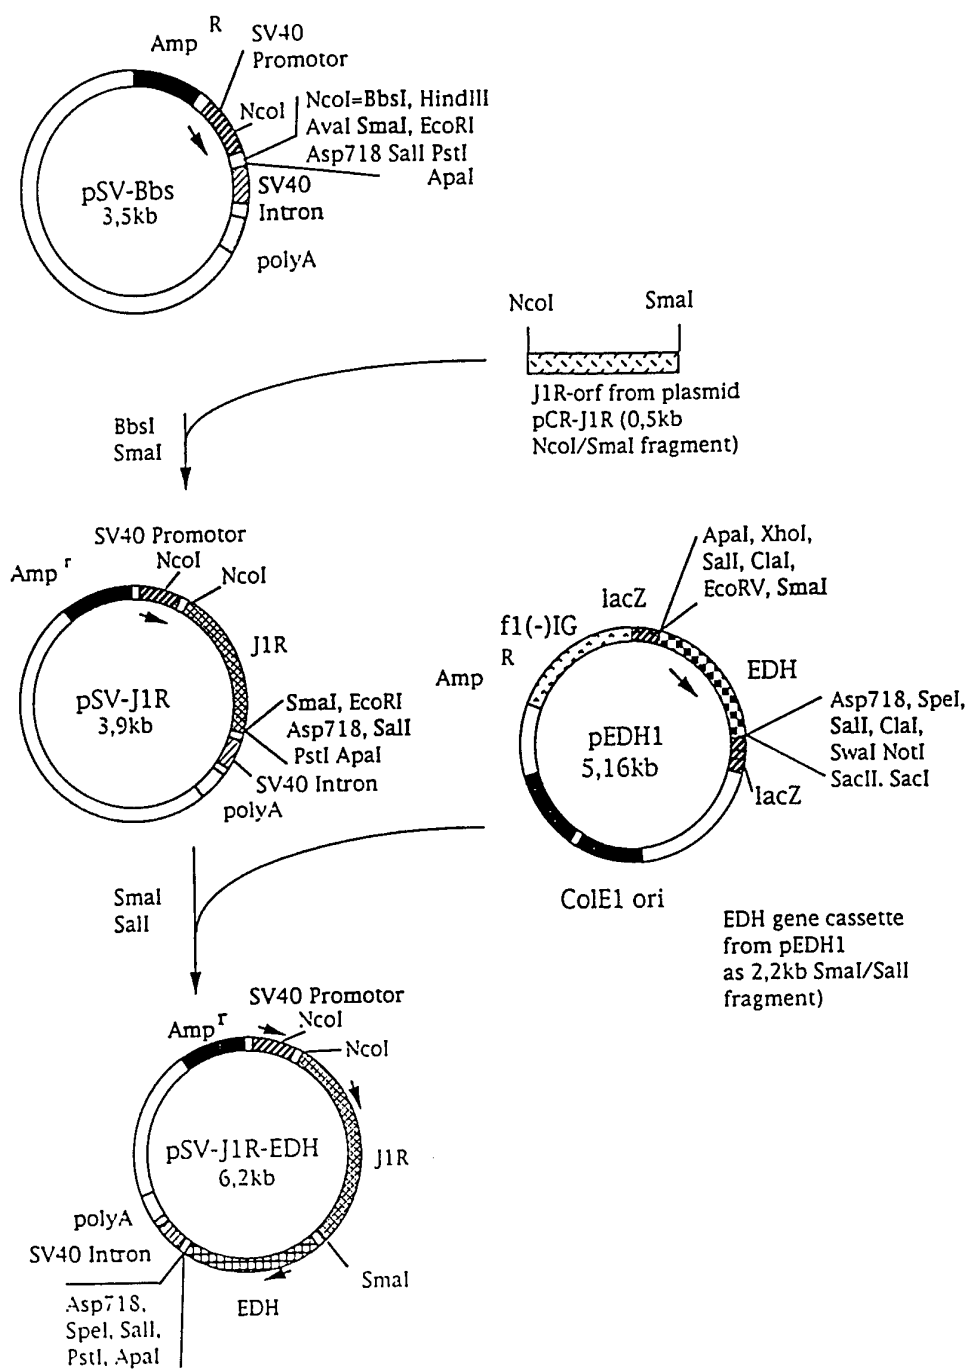 Amp R
SV40
Promotor
NcoI
NcoI=BbsI, HindIII
AvaI SmaI, EcoRI
Asp718 SalI PstI
ApaI
pSV-Bbs
3,5kb
SV40
Intron
polyA
NcoI
SmaI
J1R-orf from plasmid
pCR-J1R (0,5kb
NcoI/SmaI fragment)
BbsI
SmaI
SV40 Promotor
NcoI
Amp r
NcoI
J1R
pSV-J1R
3,9kb
SmaI, EcoRI
Asp718, SalI
PstI ApaI
SV40 Intron
polyA
ApaI, XhoI,
SalI, ClaI,
EcoRV, SmaI
lacZ
f1(-)IG
R
Amp
EDH
pEDH1
5,16kb
Asp718, SpeI,
SalI, ClaI,
SwaI NotI
SacII. SacI
lacZ
ColE1 ori
SmaI
SalI
EDH gene cassette
from pEDH1
as 2,2kb SmaI/SalI
fragment)
SV40 Promotor
NcoI
Amp r
NcoI
pSV-J1R-EDH
6,2kb
J1R
polyA
SV40 Intron
SmaI
EDH
Asp718,
SpeI, SalI,
PstI, ApaI